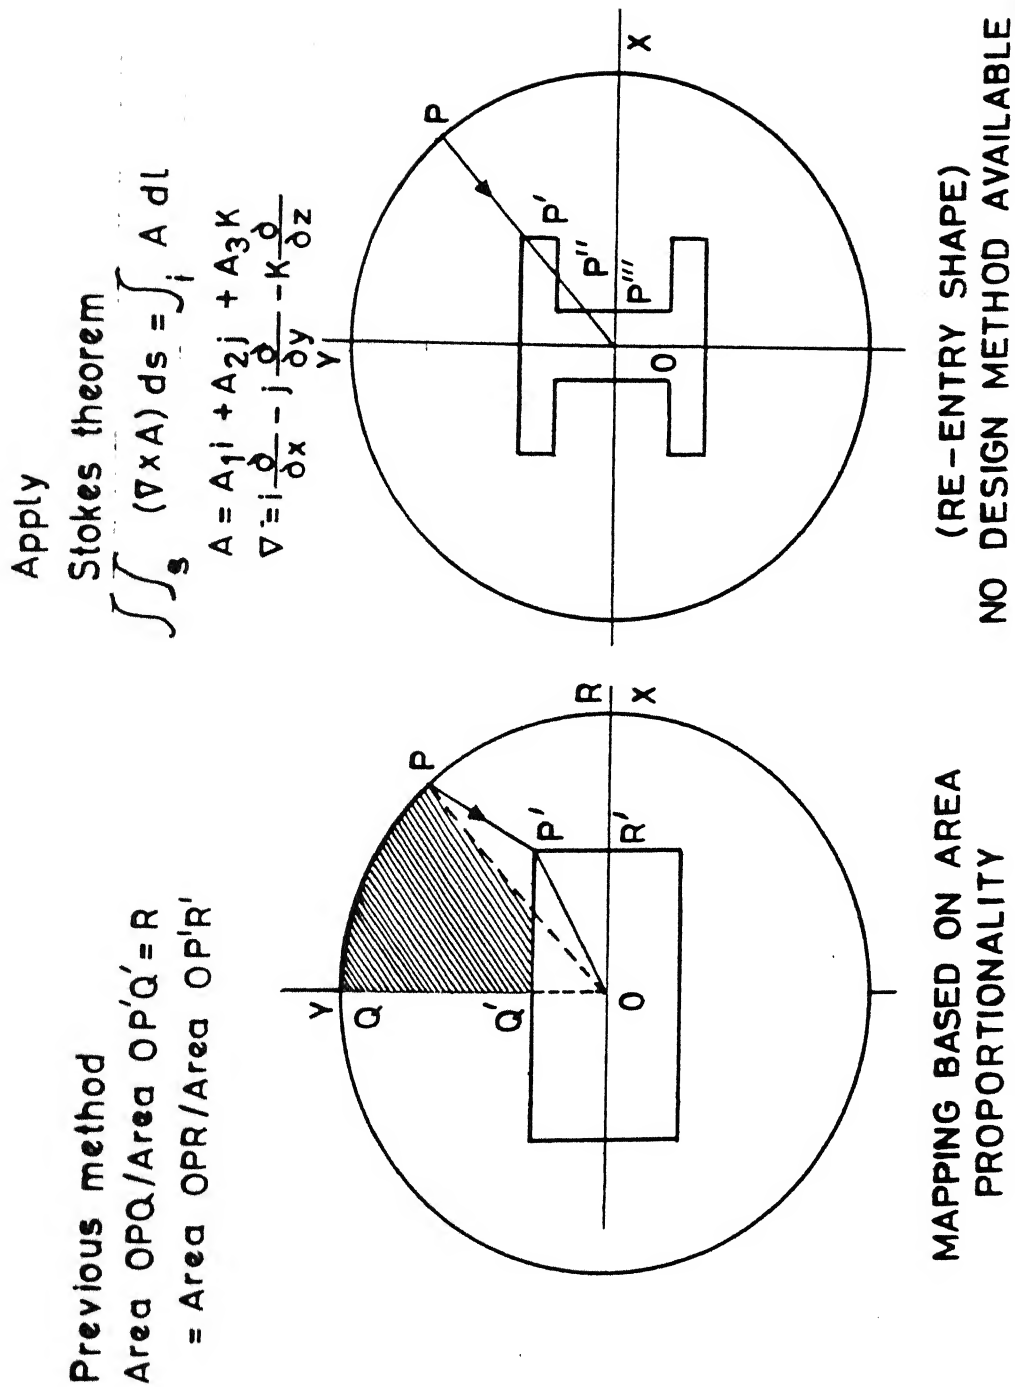 Previous method
Area OPQ/Area OP'Q' = R
= Area OPR/Area OP'R'
Y
Q
P
Q'
P'
O
R'
R
X
MAPPING BASED ON AREA
PROPORTIONALITY
Apply
Stokes theorem
∫∫s (∇×A) ds = ∫i A dl
A = A1i + A2j + A3K
∇ = i ∂/∂x - j ∂/∂y - K ∂/∂z
Y
P
P'
P''
P'''
O
X
(RE-ENTRY SHAPE)
NO DESIGN METHOD AVAILABLE